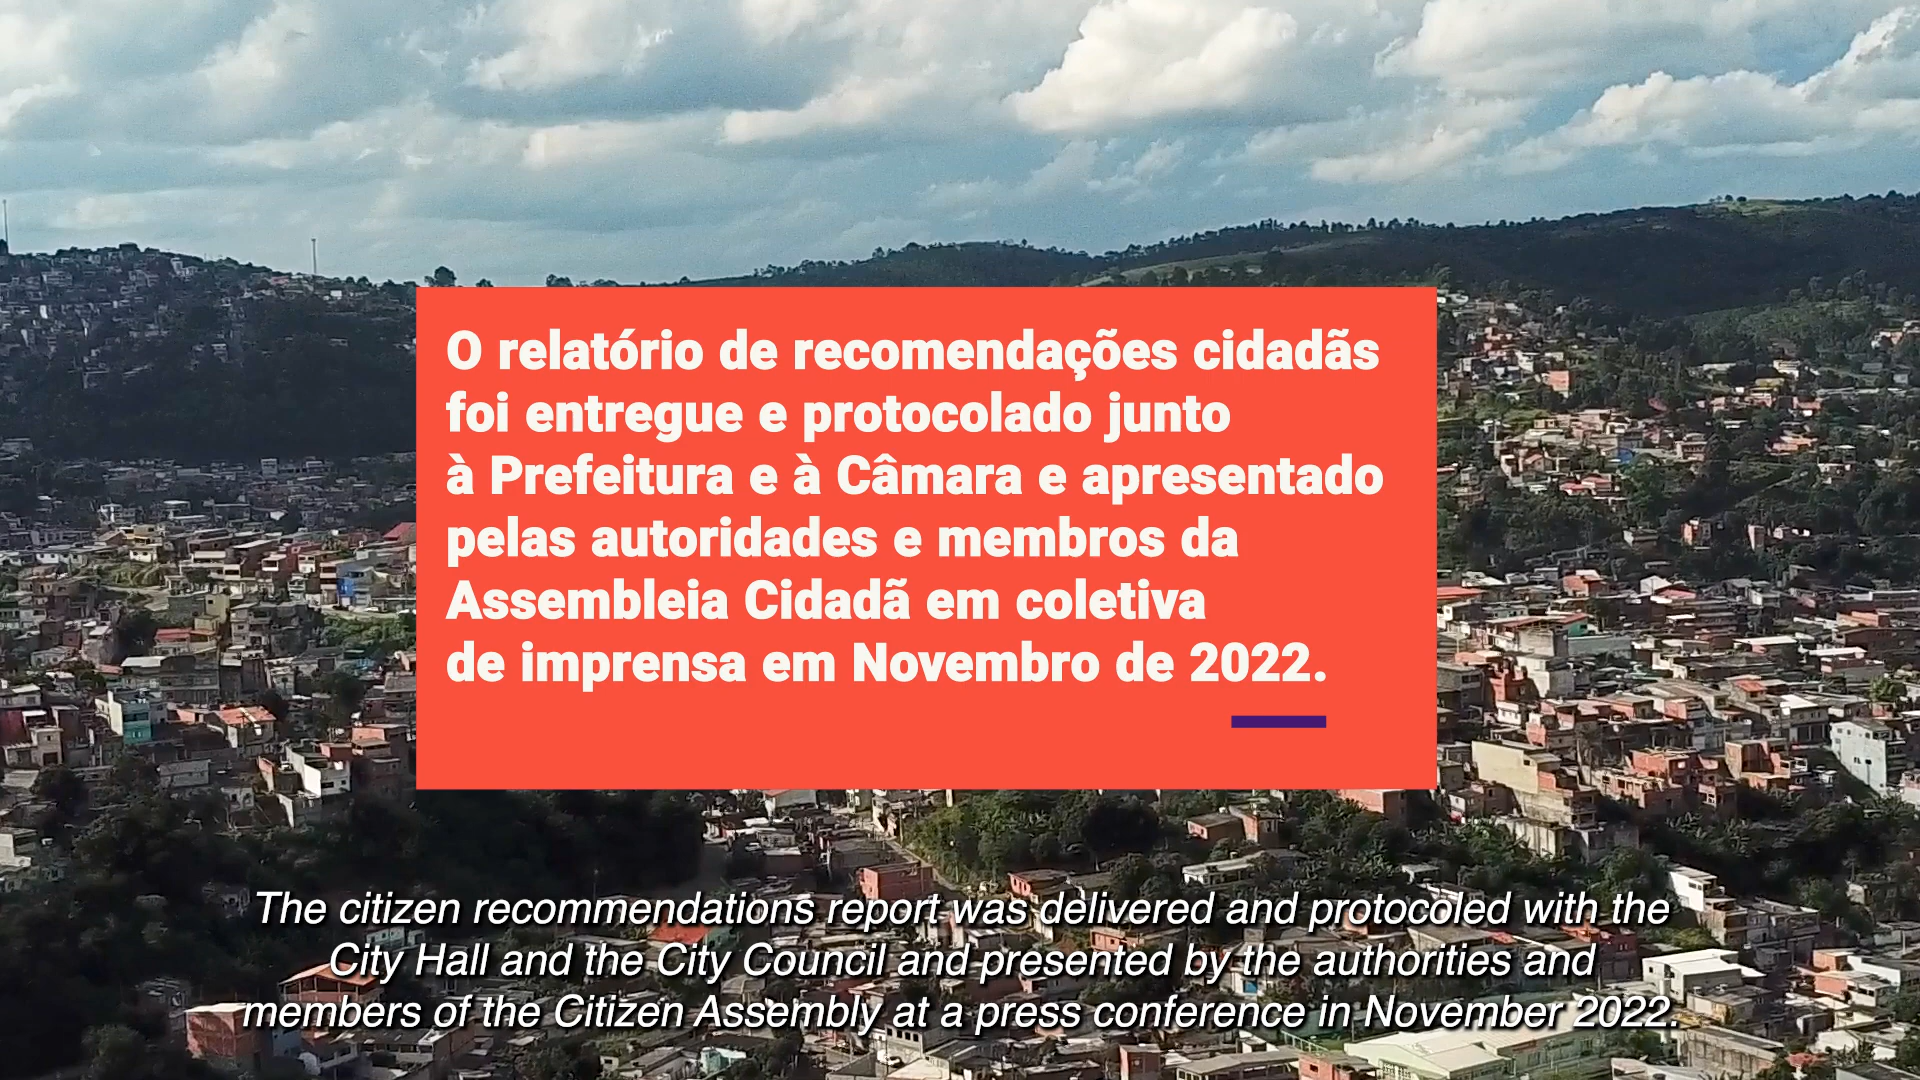 O relatório de recomendações cidadãs
foi entregue e protocolado junto
à Prefeitura e à Câmara e apresentado
pelas autoridades e membros da
Assembleia Cidadã em coletiva
de imprensa em Novembro de 2022.
The citizen recommendations report was delivered and protocoled with the
City Hall and the City Council and presented by the authorities and
members of the Citizen Assembly at a press conference in November 2022.